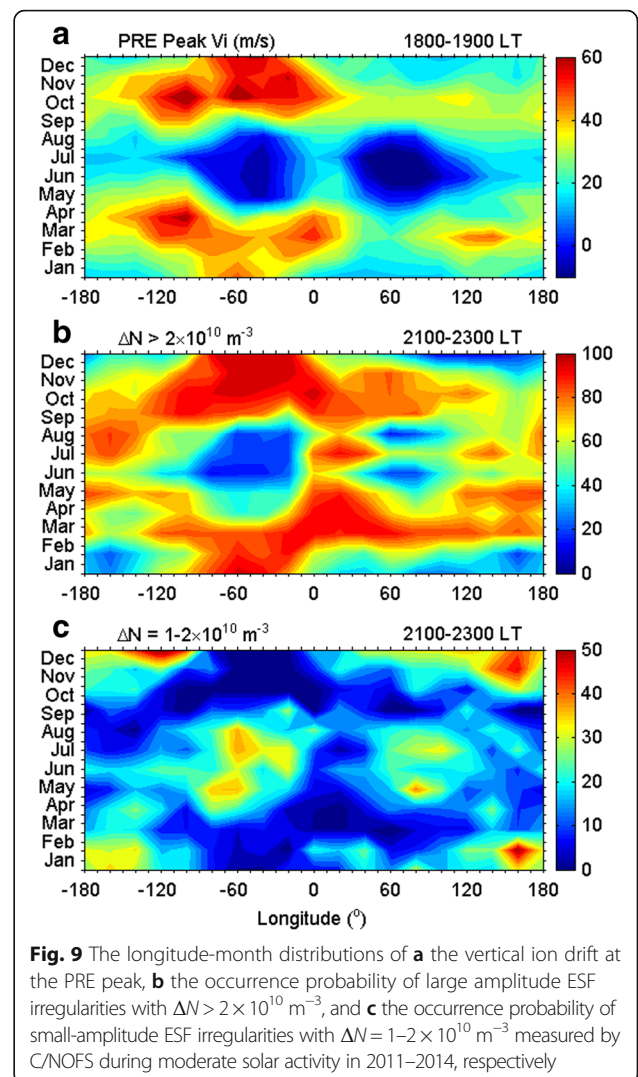 a
PRE Peak Vi (m/s) 1800-1900 LT
Dec
Nov
Oct
Sep
Aug
Jul
Jun
May
Apr
Mar
Feb
Jan
60
40
20
0
-180 -120 -60 0 60 120 180
b
ΔN > 2×10¹⁰ m⁻³ 2100-2300 LT
Dec
Nov
Oct
Sep
Aug
Jul
Jun
May
Apr
Mar
Feb
Jan
100
80
60
40
20
0
-180 -120 -60 0 60 120 180
c
ΔN = 1-2×10¹⁰ m⁻³ 2100-2300 LT
Dec
Nov
Oct
Sep
Aug
Jul
Jun
May
Apr
Mar
Feb
Jan
50
40
30
20
10
0
-180 -120 -60 0 60 120 180
Longitude (⁰)
Fig. 9 The longitude-month distributions of a the vertical ion drift at
the PRE peak, b the occurrence probability of large amplitude ESF
irregularities with ΔN > 2 × 10¹⁰ m⁻³, and c the occurrence probability of
small-amplitude ESF irregularities with ΔN = 1–2 × 10¹⁰ m⁻³ measured by
C/NOFS during moderate solar activity in 2011–2014, respectively